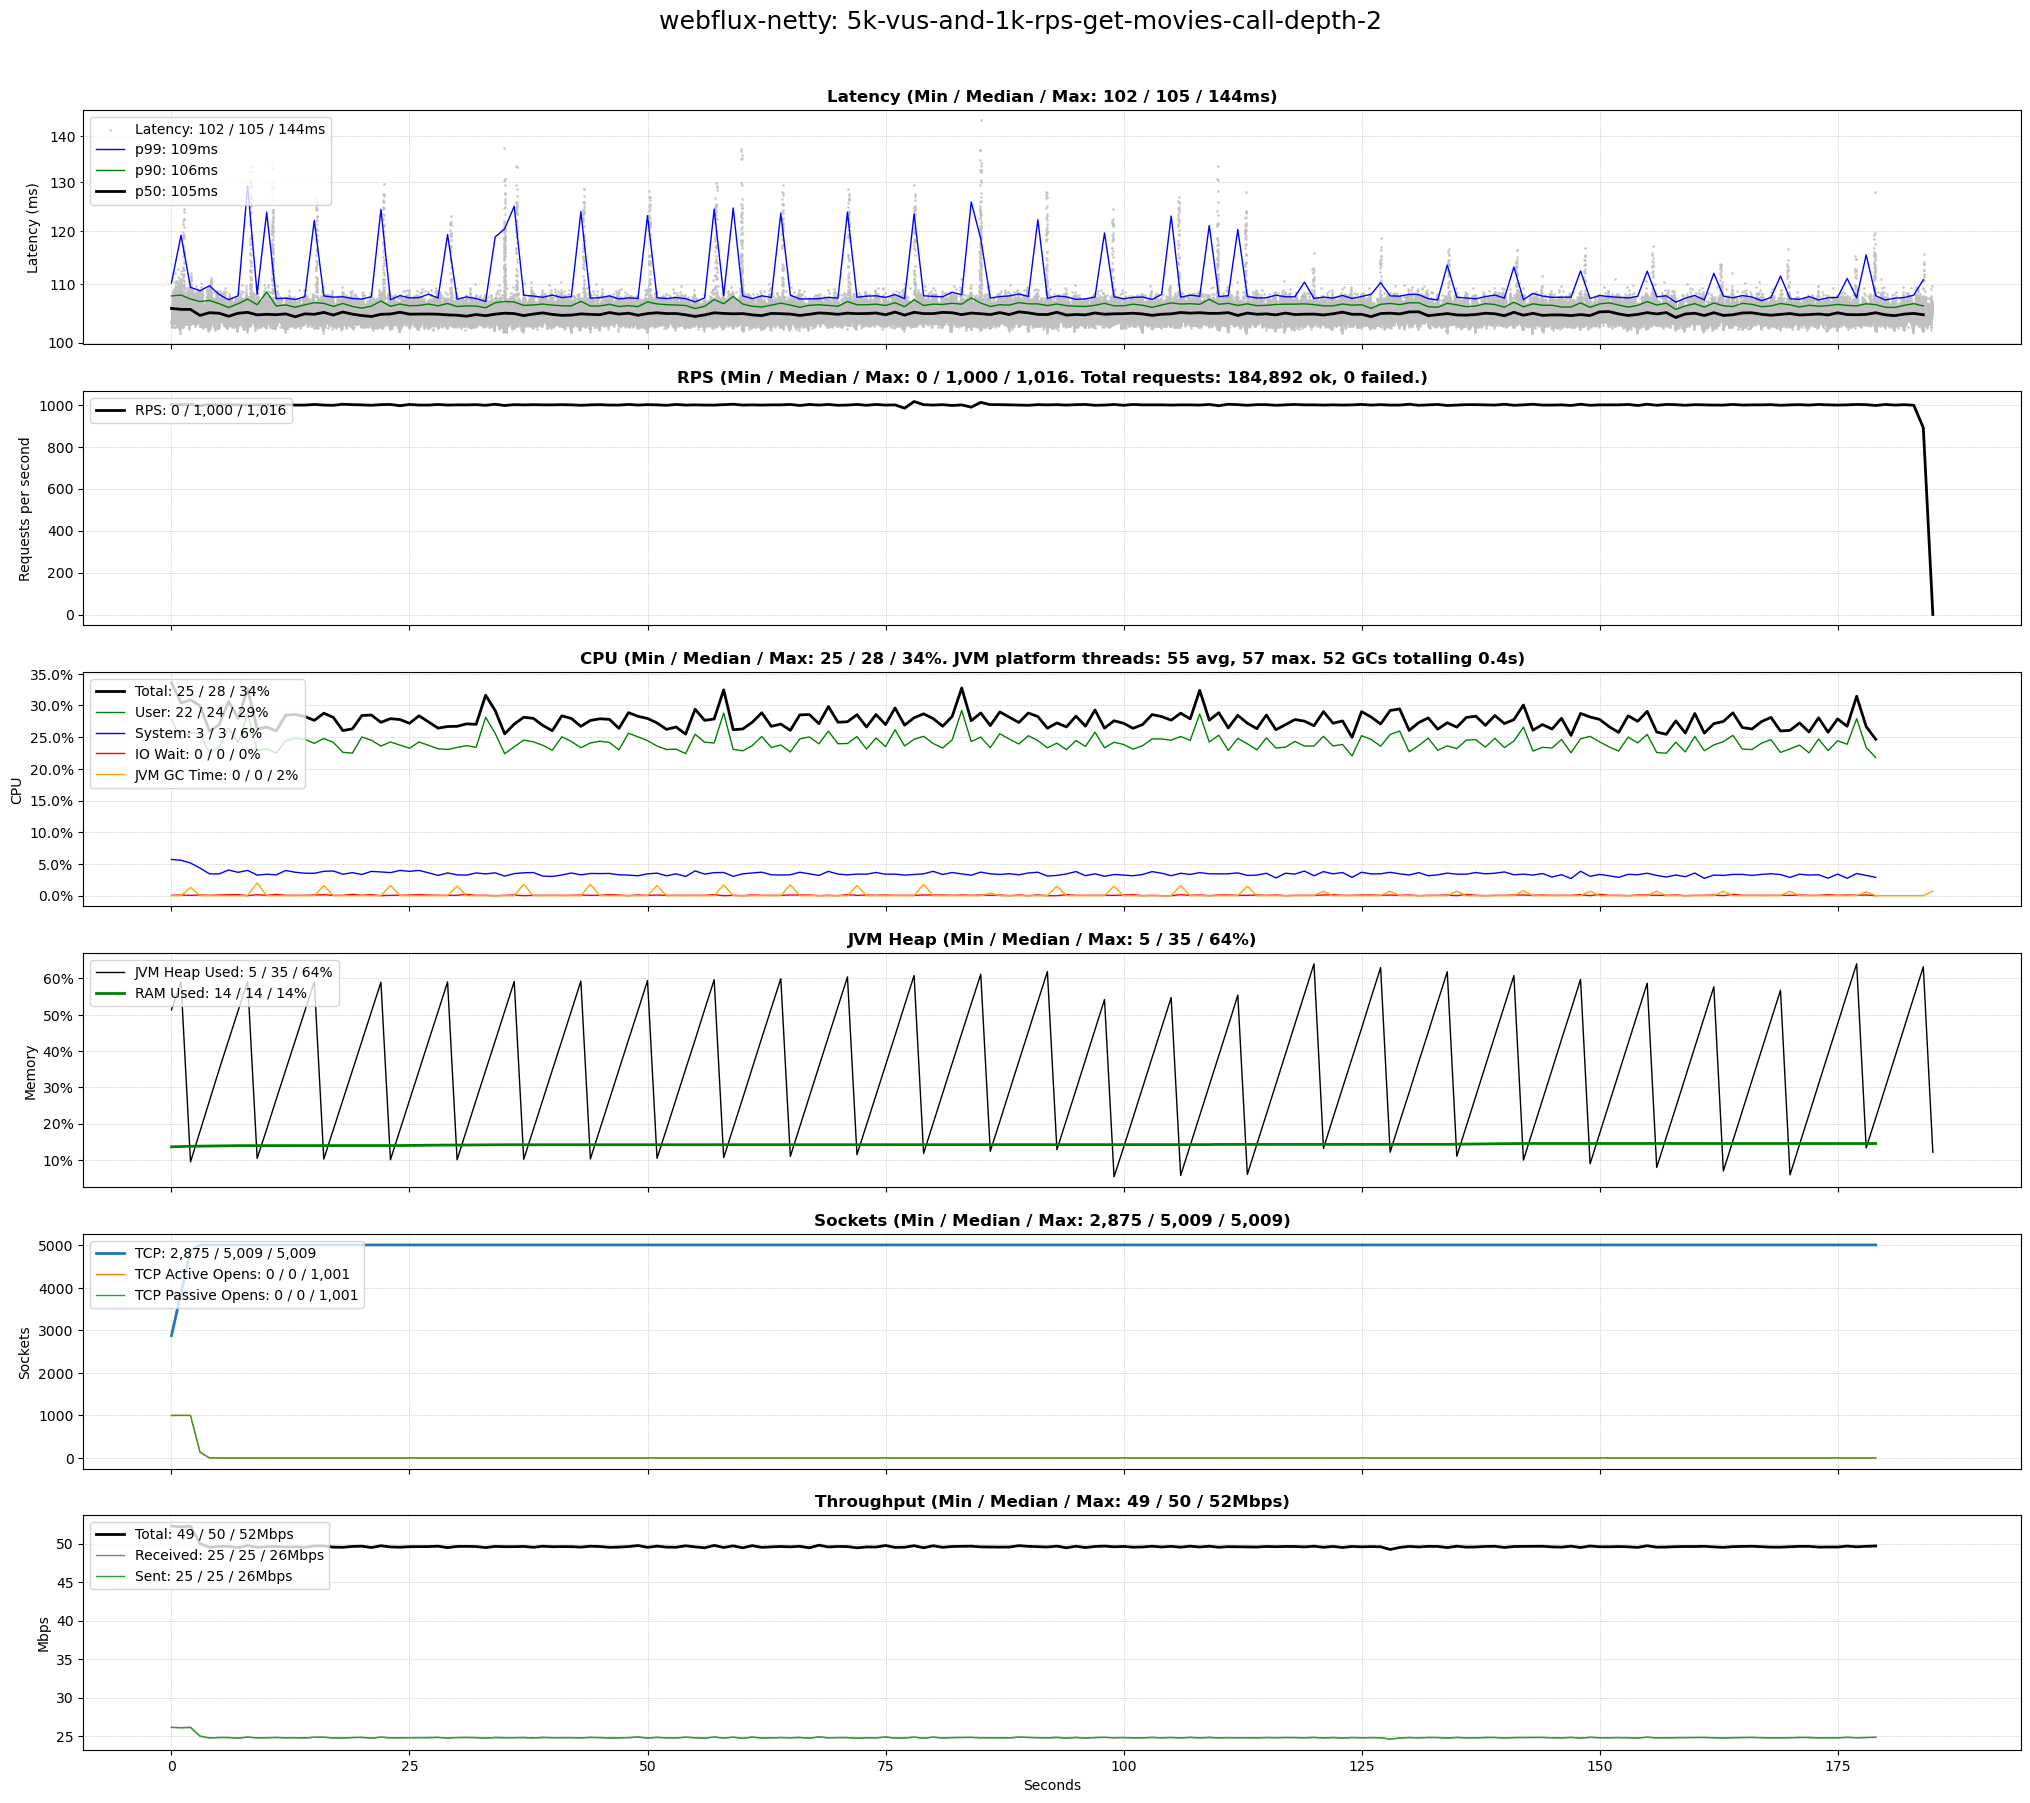 webflux-netty: 5k-vus-and-1k-rps-get-movies-call-depth-2
Latency (Min / Median / Max: 102 / 105 / 144ms)
Latency (ms)
140
130
120
110
100
Latency: 102 / 105 / 144ms
p99: 109ms
p90: 106ms
p50: 105ms
RPS (Min / Median / Max: 0 / 1,000 / 1,016. Total requests: 184,892 ok, 0 failed.)
Requests per second
1000
800
600
400
200
0
RPS: 0 / 1,000 / 1,016
CPU (Min / Median / Max: 25 / 28 / 34%. JVM platform threads: 55 avg, 57 max. 52 GCs totalling 0.4s)
CPU
35.0%
30.0%
25.0%
20.0%
15.0%
10.0%
5.0%
0.0%
Total: 25 / 28 / 34%
User: 22 / 24 / 29%
System: 3 / 3 / 6%
IO Wait: 0 / 0 / 0%
JVM GC Time: 0 / 0 / 2%
JVM Heap (Min / Median / Max: 5 / 35 / 64%)
Memory
60%
50%
40%
30%
20%
10%
JVM Heap Used: 5 / 35 / 64%
RAM Used: 14 / 14 / 14%
Sockets (Min / Median / Max: 2,875 / 5,009 / 5,009)
Sockets
5000
4000
3000
2000
1000
0
TCP: 2,875 / 5,009 / 5,009
TCP Active Opens: 0 / 0 / 1,001
TCP Passive Opens: 0 / 0 / 1,001
Throughput (Min / Median / Max: 49 / 50 / 52Mbps)
Mbps
50
45
40
35
30
25
Total: 49 / 50 / 52Mbps
Received: 25 / 25 / 26Mbps
Sent: 25 / 25 / 26Mbps
0 25 50 75 100 125 150 175
Seconds